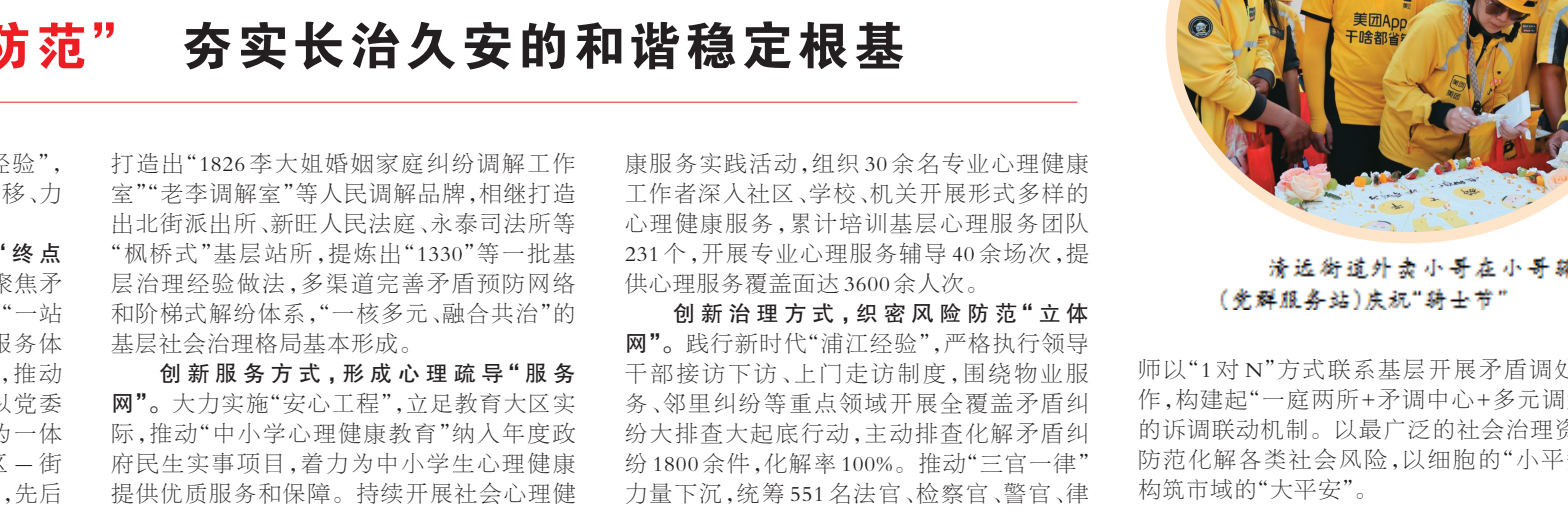 防范” 夯实长治久安的和谐稳定根基
经验”,
移、力
“终点
聚焦矛
“一站
服务体
,推动
以党委
为一体
区－街
,先后
打造出“1826李大姐婚姻家庭纠纷调解工作
室”“老李调解室”等人民调解品牌,相继打造
出北街派出所、新旺人民法庭、永泰司法所等
“枫桥式”基层站所,提炼出“1330”等一批基
层治理经验做法,多渠道完善矛盾预防网络
和阶梯式解纷体系,“一核多元、融合共治”的
基层社会治理格局基本形成。
创新服务方式,形成心理疏导“服务
网”。大力实施“安心工程”,立足教育大区实
际,推动“中小学心理健康教育”纳入年度政
府民生实事项目,着力为中小学生心理健康
提供优质服务和保障。持续开展社会心理健
康服务实践活动,组织30余名专业心理健康
工作者深入社区、学校、机关开展形式多样的
心理健康服务,累计培训基层心理服务团队
231个,开展专业心理服务辅导40余场次,提
供心理服务覆盖面达3600余人次。
创新治理方式,织密风险防范“立体
网”。践行新时代“浦江经验”,严格执行领导
干部接访下访、上门走访制度,围绕物业服
务、邻里纠纷等重点领域开展全覆盖矛盾纠
纷大排查大起底行动,主动排查化解矛盾纠
纷1800余件,化解率100%。推动“三官一律”
力量下沉,统筹551名法官、检察官、警官、律
美团App
干啥都省
美团
清远街道外卖小哥在小哥驿
(党群服务站)庆祝“骑士节”
师以“1对N”方式联系基层开展矛盾调处
作,构建起“一庭两所+矛调中心+多元调
的诉调联动机制。以最广泛的社会治理资
防范化解各类社会风险,以细胞的“小平
构筑市域的“大平安”。